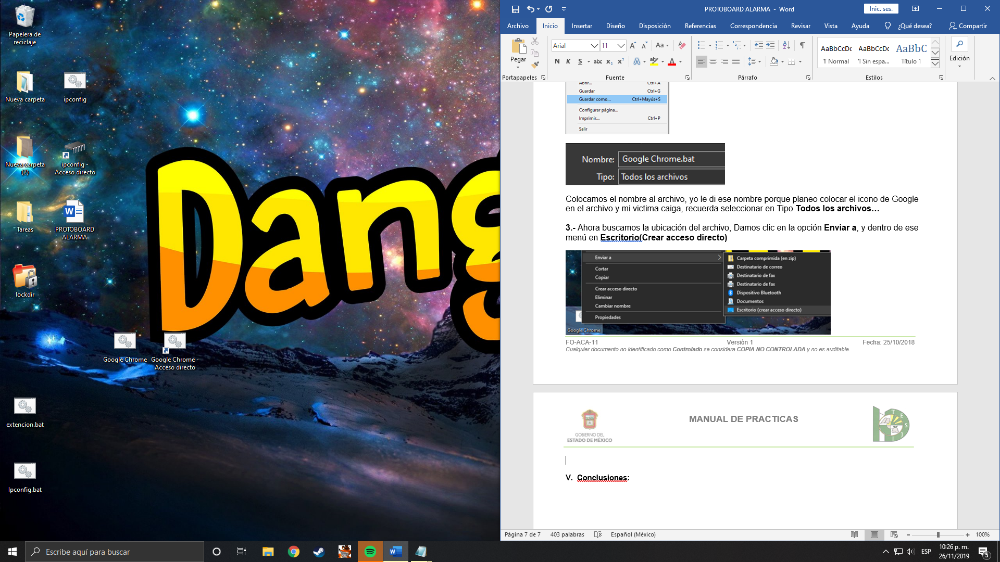 Papelera de
reciclaje
Nueva carpeta
ipconfig
Nueva carpeta
(2)
ipconfig -
Acceso directo
Tareas
PROTOBOARD
ALARMA
lockdir
Google Chrome
Google Chrome -
Acceso directo
extencion.bat
Ipconfig.bat
Dang
PROTOBOARD ALARMA - Word
Inic. ses.
Archivo Inicio Insertar Diseño Disposición Referencias Correspondencia Revisar Vista Ayuda ¿Qué desea? Compartir
Pegar
Arial 11
Aa
N K S abc x₂ x²
AaBbCcDc AaBbCcDc AaBbC
¶ Normal ¶ Sin espa... Título 1
Edición
Portapapeles Fuente Párrafo Estilos
Abrir... Ctrl+A
Guardar Ctrl+G
Guardar como... Ctrl+Mayús+S
Configurar página...
Imprimir... Ctrl+P
Salir
Nombre: Google Chrome.bat
Tipo: Todos los archivos
Colocamos el nombre al archivo, yo le di ese nombre porque planeo colocar el icono de Google
en el archivo y mi victima caiga, recuerda seleccionar en Tipo Todos los archivos…
3.- Ahora buscamos la ubicación del archivo, Damos clic en la opción Enviar a, y dentro de ese
menú en Escritorio(Crear acceso directo)
Enviar a
Cortar
Copiar
Crear acceso directo
Eliminar
Cambiar nombre
Propiedades
Carpeta comprimida (en zip)
Destinatario de correo
Destinatario de fax
Destinatario de fax
Dispositivo Bluetooth
Documentos
Escritorio (crear acceso directo)
Google Chrome
FO-ACA-11 Versión 1 Fecha: 25/10/2018
Cualquier documento no identificado como Controlado se considera COPIA NO CONTROLADA y no es auditable.
GOBIERNO DEL
ESTADO DE MÉXICO
MANUAL DE PRÁCTICAS
T E S J I
V. Conclusiones:
Página 7 de 7 403 palabras Español (México) 100%
Escribe aquí para buscar
ESP
10:26 p. m.
26/11/2019
5